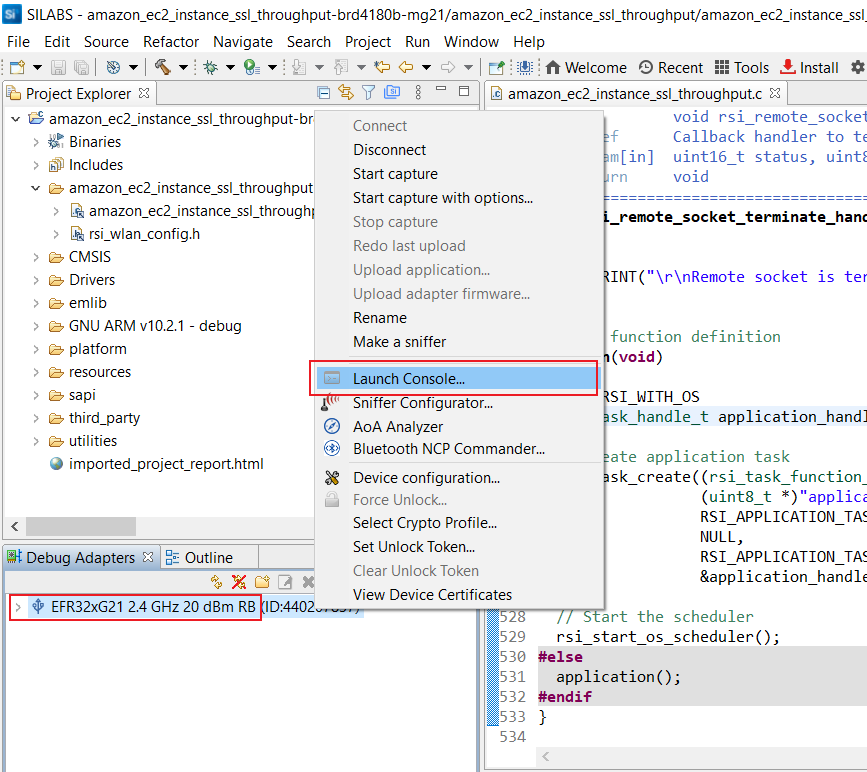 SILABS - amazon_ec2_instance_ssl_throughput-brd4180b-mg21/amazon_ec2_instance_ssl_throughput/amazon_ec2_instance_ssl_
File Edit Source Refactor Navigate Search Project Run Window Help
Welcome Recent Tools Install
Project Explorer
amazon_ec2_instance_ssl_throughput-br
Binaries
Includes
amazon_ec2_instance_ssl_throughput
amazon_ec2_instance_ssl_throughp
rsi_wlan_config.h
CMSIS
Drivers
emlib
GNU ARM v10.2.1 - debug
platform
resources
sapi
third_party
utilities
imported_project_report.html
Connect
Disconnect
Start capture
Start capture with options...
Stop capture
Redo last upload
Upload application...
Upload adapter firmware...
Rename
Make a sniffer
Launch Console...
Sniffer Configurator...
AoA Analyzer
Bluetooth NCP Commander...
Device configuration...
Force Unlock...
Select Crypto Profile...
Set Unlock Token...
Clear Unlock Token
View Device Certificates
Debug Adapters Outline
EFR32xG21 2.4 GHz 20 dBm RB
amazon_ec2_instance_ssl_throughput.c
void rsi_remote_socket
ef Callback handler to te
am[in] uint16_t status, uint8
urn void
i_remote_socket_terminate_hand
RINT("\r\nRemote socket is ter
function definition
n(void)
RSI_WITH_OS
ask_handle_t application_handl
eate application task
ask_create((rsi_task_function_
(uint8_t *)"applica
RSI_APPLICATION_TAS
NULL,
RSI_APPLICATION_TAS
&application_handle
528 // Start the scheduler
529 rsi_start_os_scheduler();
530 #else
531 application();
532 #endif
533 }
534